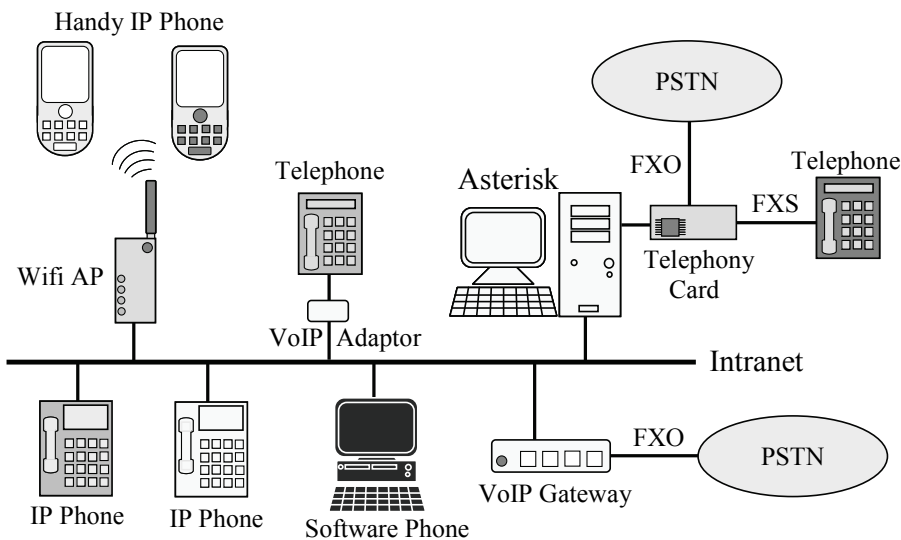 Handy IP Phone
PSTN
Telephone
Telephone
Asterisk
FXO
FXS
Wifi AP
Telephony
Card
VoIP Adaptor
Intranet
FXO
PSTN
IP Phone
IP Phone
Software Phone
VoIP Gateway